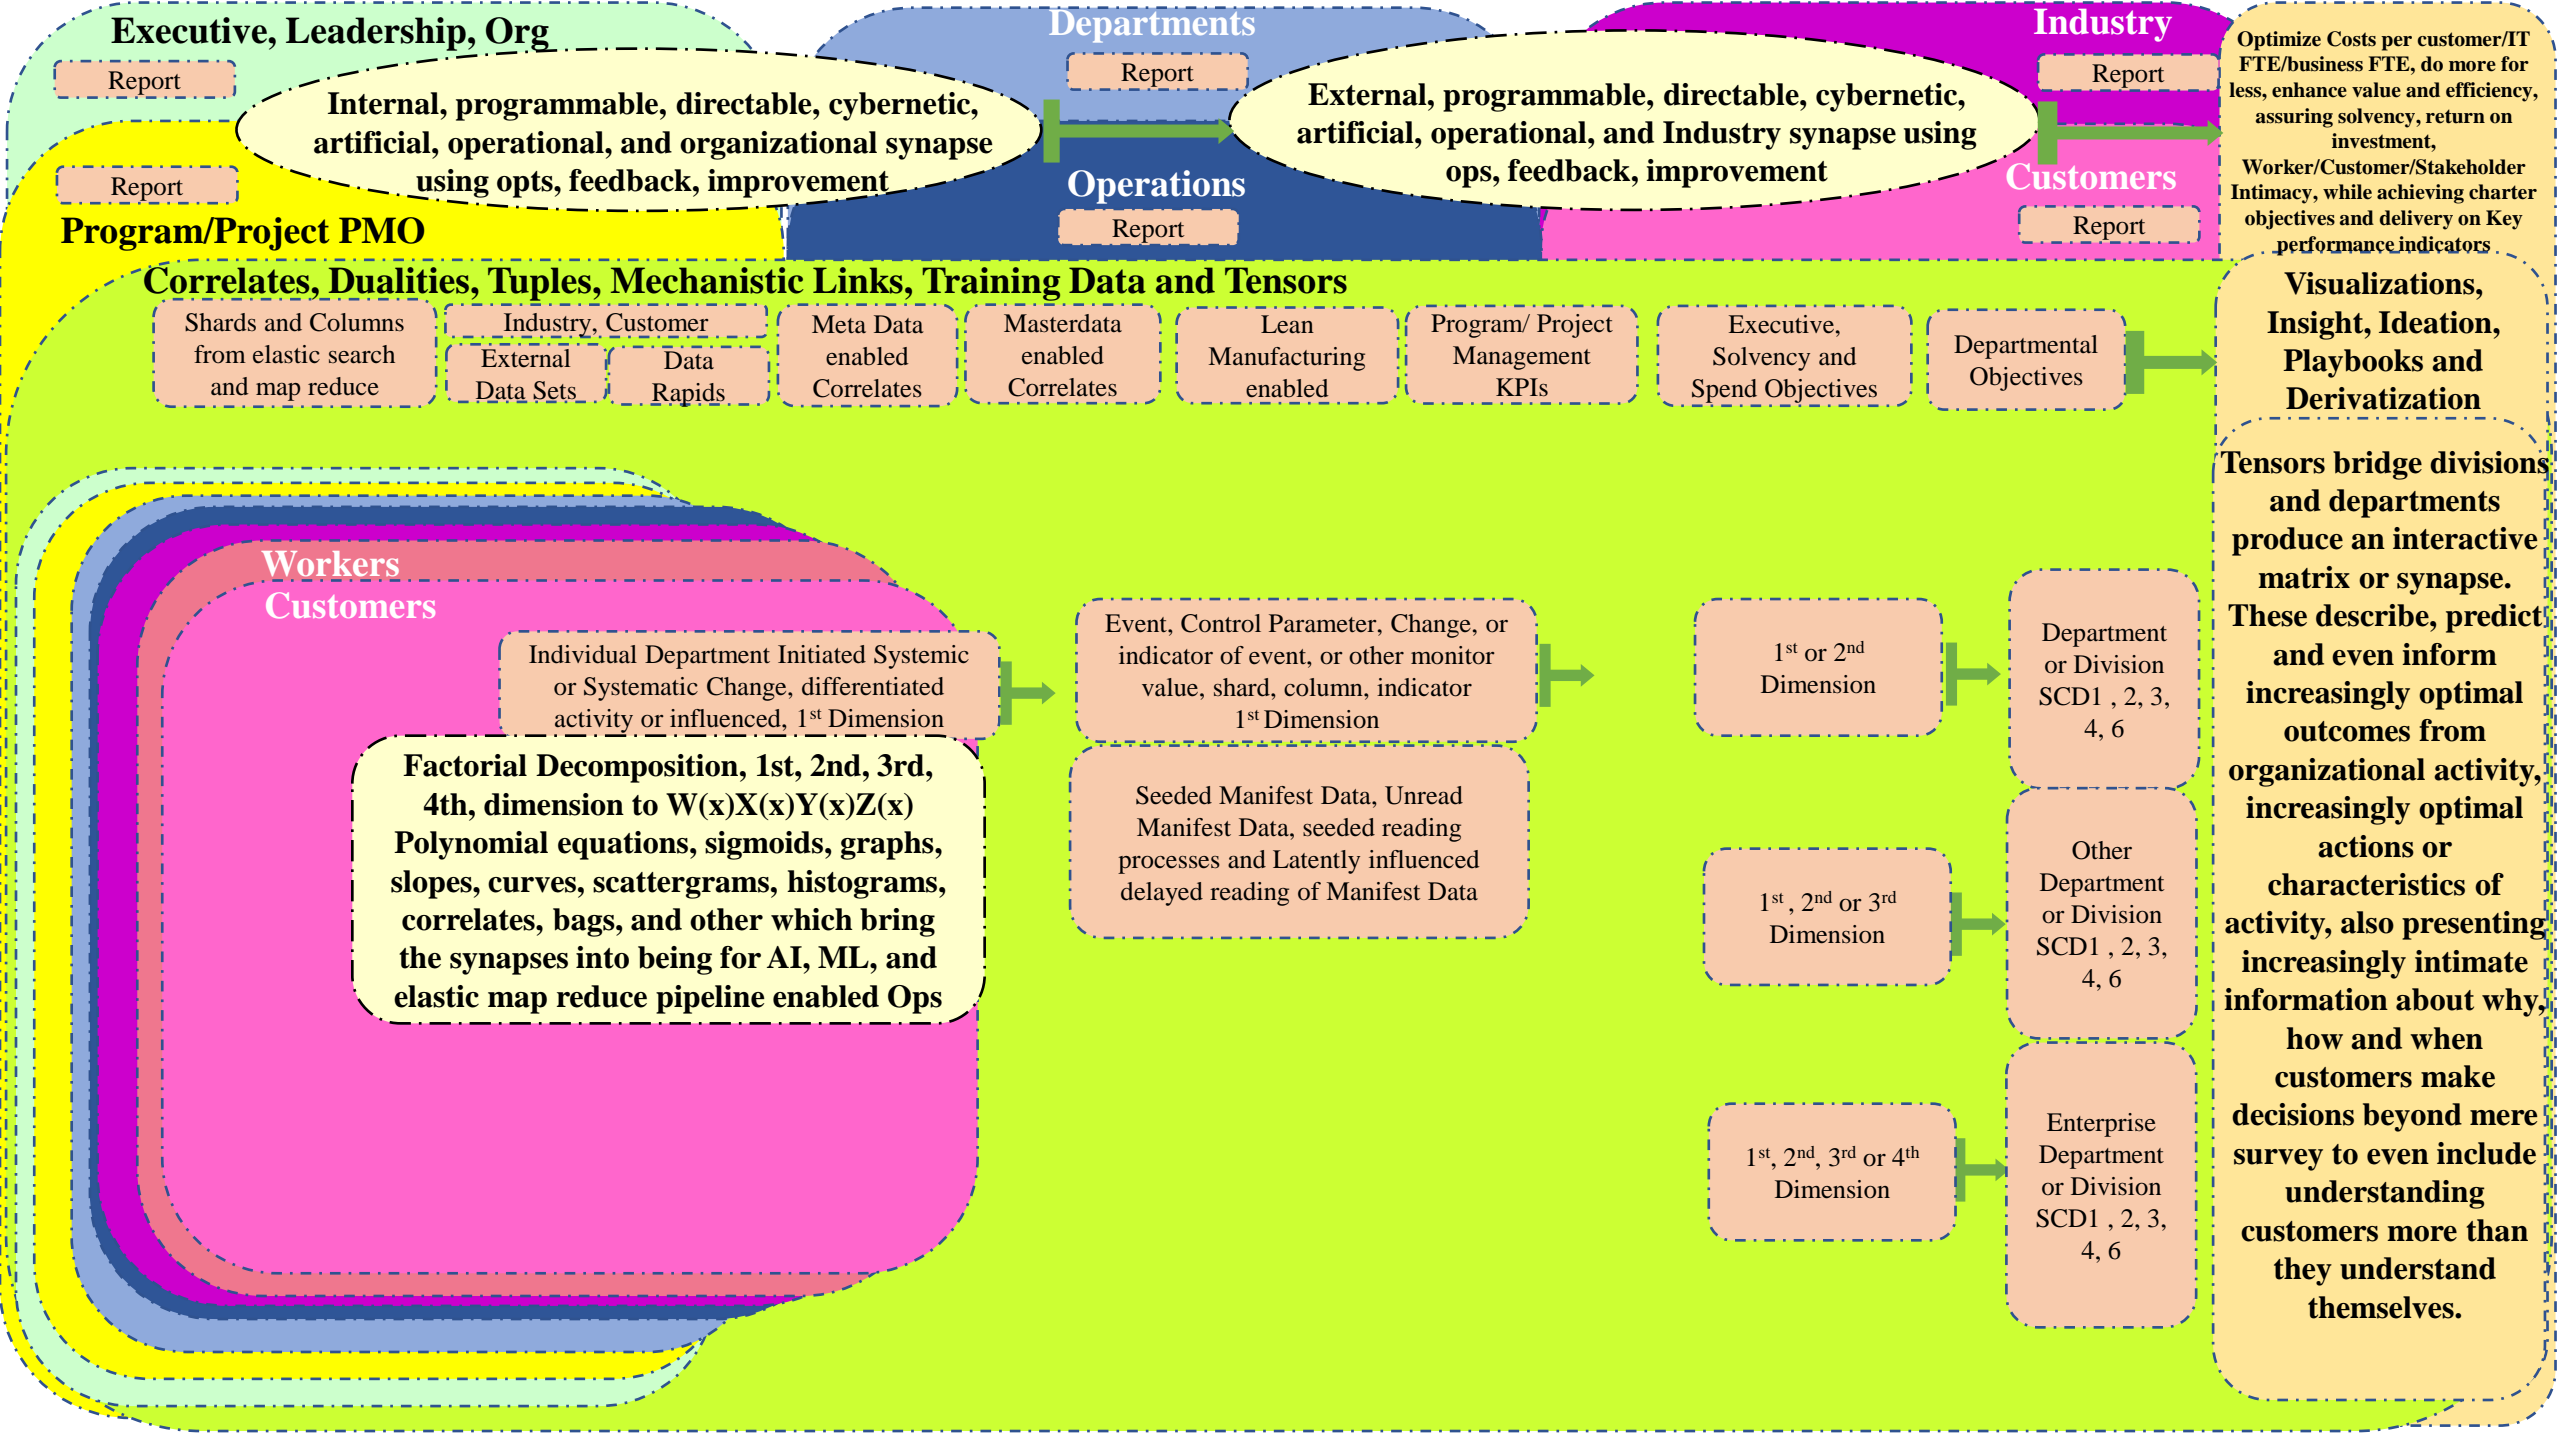 Executive, Leadership, Org
Report
Report
Program/Project PMO
Internal, programmable, directable, cybernetic,
artificial, operational, and organizational synapse
using opts, feedback, improvement
Departments
Report
Operations
Report
External, programmable, directable, cybernetic,
artificial, operational, and Industry synapse using
ops, feedback, improvement
Industry
Report
Customers
Report
Optimize Costs per customer/IT
FTE/business FTE, do more for
less, enhance value and efficiency,
assuring solvency, return on
investment,
Worker/Customer/Stakeholder
Intimacy, while achieving charter
objectives and delivery on Key
performance indicators
Correlates, Dualities, Tuples, Mechanistic Links, Training Data and Tensors
Shards and Columns
from elastic search
and map reduce
Industry, Customer
External
Data Sets
Data
Rapids
Meta Data
enabled
Correlates
Masterdata
enabled
Correlates
Lean
Manufacturing
enabled
Program/ Project
Management
KPIs
Executive,
Solvency and
Spend Objectives
Departmental
Objectives
Visualizations,
Insight, Ideation,
Playbooks and
Derivatization
Workers
Customers
Individual Department Initiated Systemic
or Systematic Change, differentiated
activity or influenced, 1st Dimension
Factorial Decomposition, 1st, 2nd, 3rd,
4th, dimension to W(x)X(x)Y(x)Z(x)
Polynomial equations, sigmoids, graphs,
slopes, curves, scattergrams, histograms,
correlates, bags, and other which bring
the synapses into being for AI, ML, and
elastic map reduce pipeline enabled Ops
Event, Control Parameter, Change, or
indicator of event, or other monitor
value, shard, column, indicator
1st Dimension
Seeded Manifest Data, Unread
Manifest Data, seeded reading
processes and Latently influenced
delayed reading of Manifest Data
1st or 2nd
Dimension
Department
or Division
SCD1 , 2, 3,
4, 6
1st , 2nd or 3rd
Dimension
Other
Department
or Division
SCD1 , 2, 3,
4, 6
1st, 2nd, 3rd or 4th
Dimension
Enterprise
Department
or Division
SCD1 , 2, 3,
4, 6
Tensors bridge divisions
and departments
produce an interactive
matrix or synapse.
These describe, predict
and even inform
increasingly optimal
outcomes from
organizational activity,
increasingly optimal
actions or
characteristics of
activity, also presenting
increasingly intimate
information about why,
how and when
customers make
decisions beyond mere
survey to even include
understanding
customers more than
they understand
themselves.